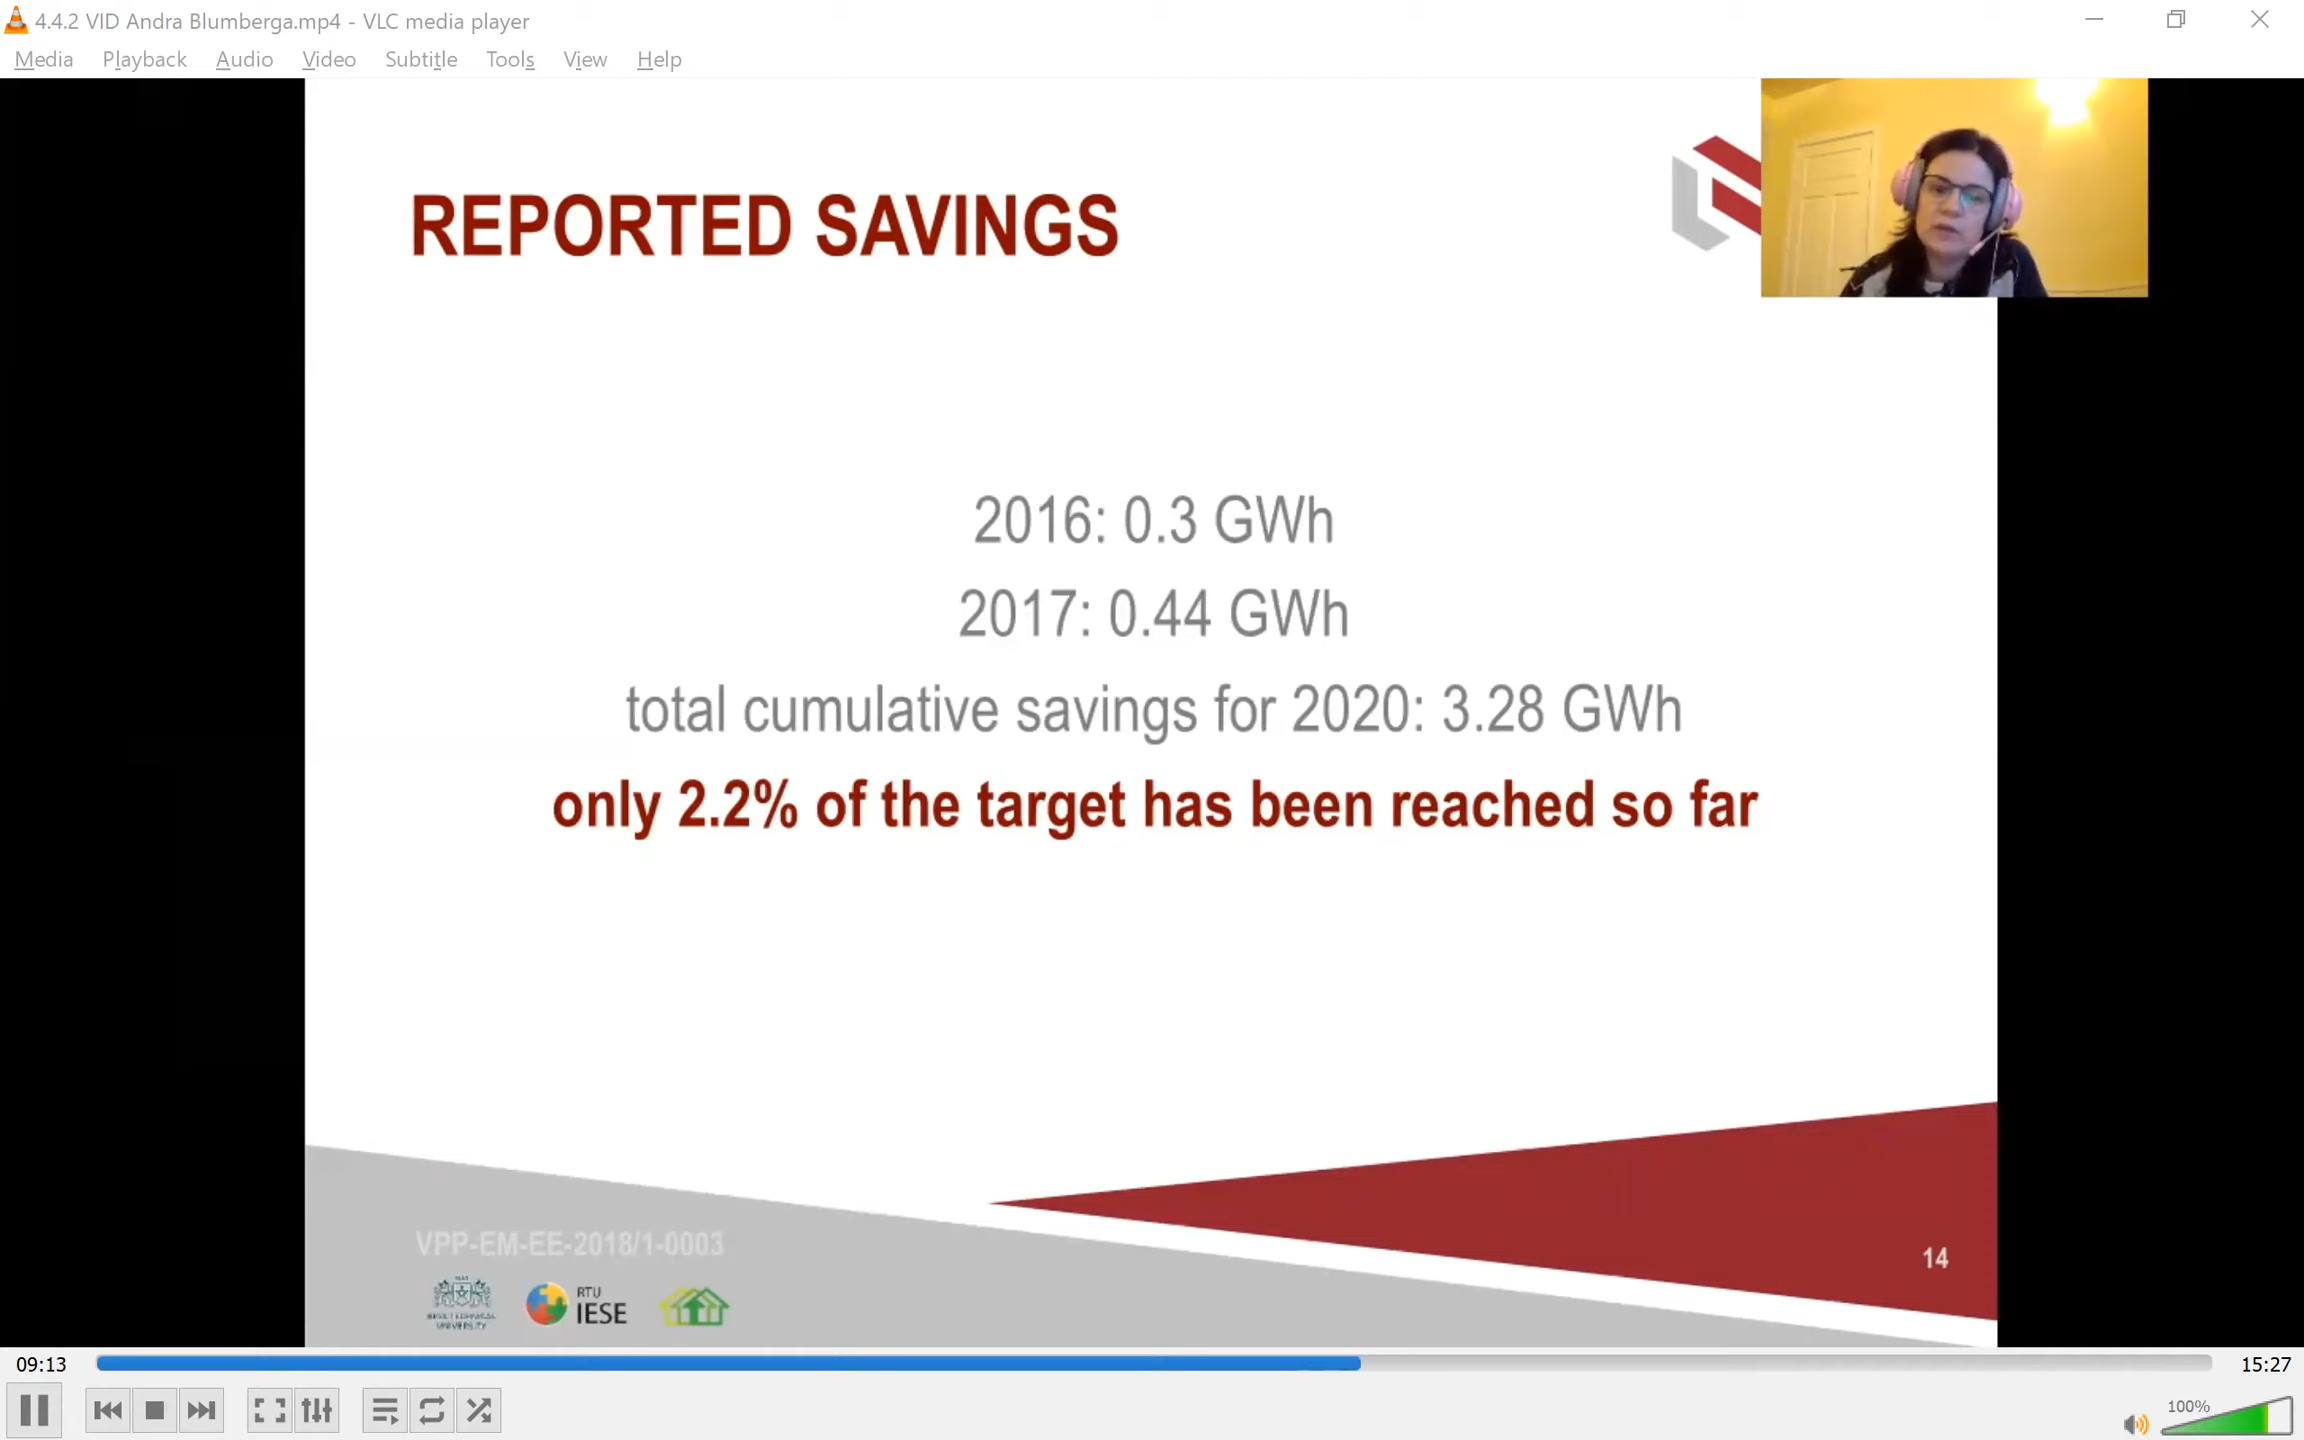 4.4.2 VID Andra Blumberga.mp4 - VLC media player
Media Playback Audio Video Subtitle Tools View Help
REPORTED SAVINGS
2016: 0.3 GWh
2017: 0.44 GWh
total cumulative savings for 2020: 3.28 GWh
only 2.2% of the target has been reached so far
VPP-EM-EE-2018/1-0003
14
UNIVERSITY
RTU
IESE
09:13
15:27
100%